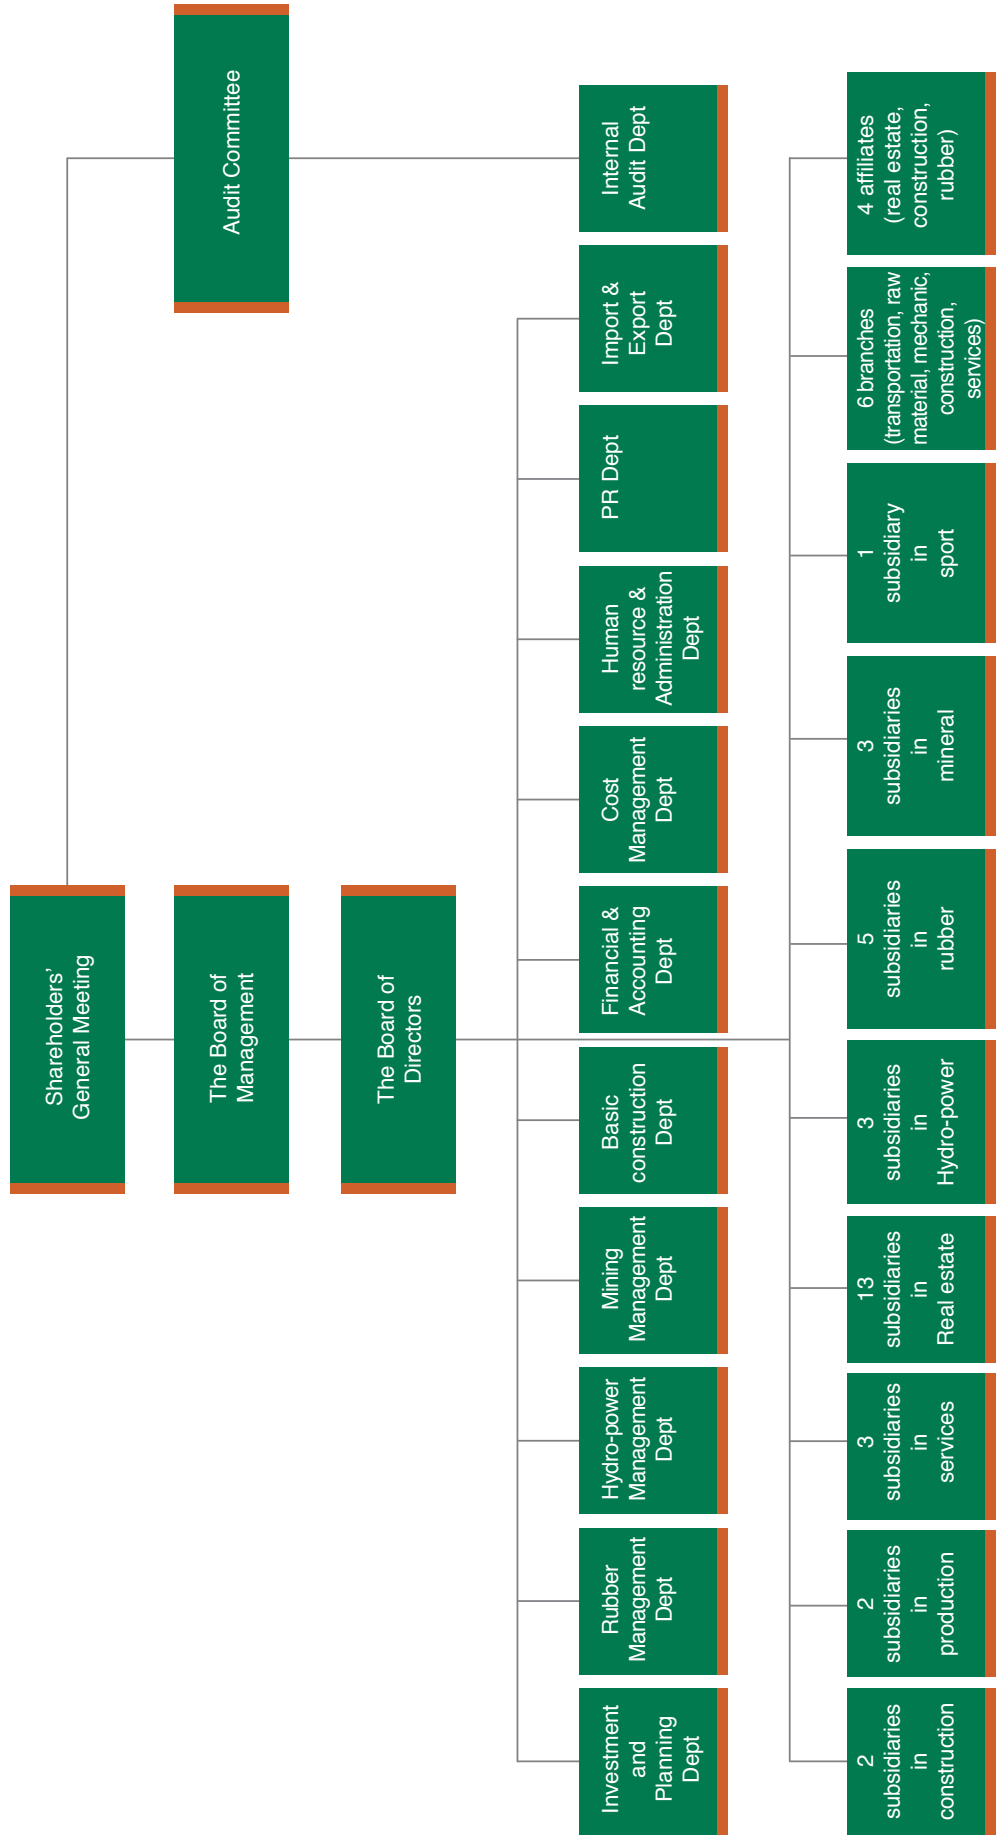 Shareholders’
General Meeting
Audit Committee
The Board of
Management
The Board of
Directors
Investment
and
Planning
Dept
Rubber
Management
Dept
Hydro-power
Management
Dept
Mining
Management
Dept
Basic
construction
Dept
Financial &
Accounting
Dept
Cost
Management
Dept
Human
resource &
Administration
Dept
PR Dept
Import &
Export
Dept
Internal
Audit Dept
2
subsidiaries
in
construction
2
subsidiaries
in
production
3
subsidiaries
in
services
13
subsidiaries
in
Real estate
3
subsidiaries
in
Hydro-power
5
subsidiaries
in
rubber
3
subsidiaries
in
mineral
1
subsidiary
in
sport
6 branches
(transportation, raw
material, mechanic,
construction,
services)
4 affiliates
(real estate,
construction,
rubber)